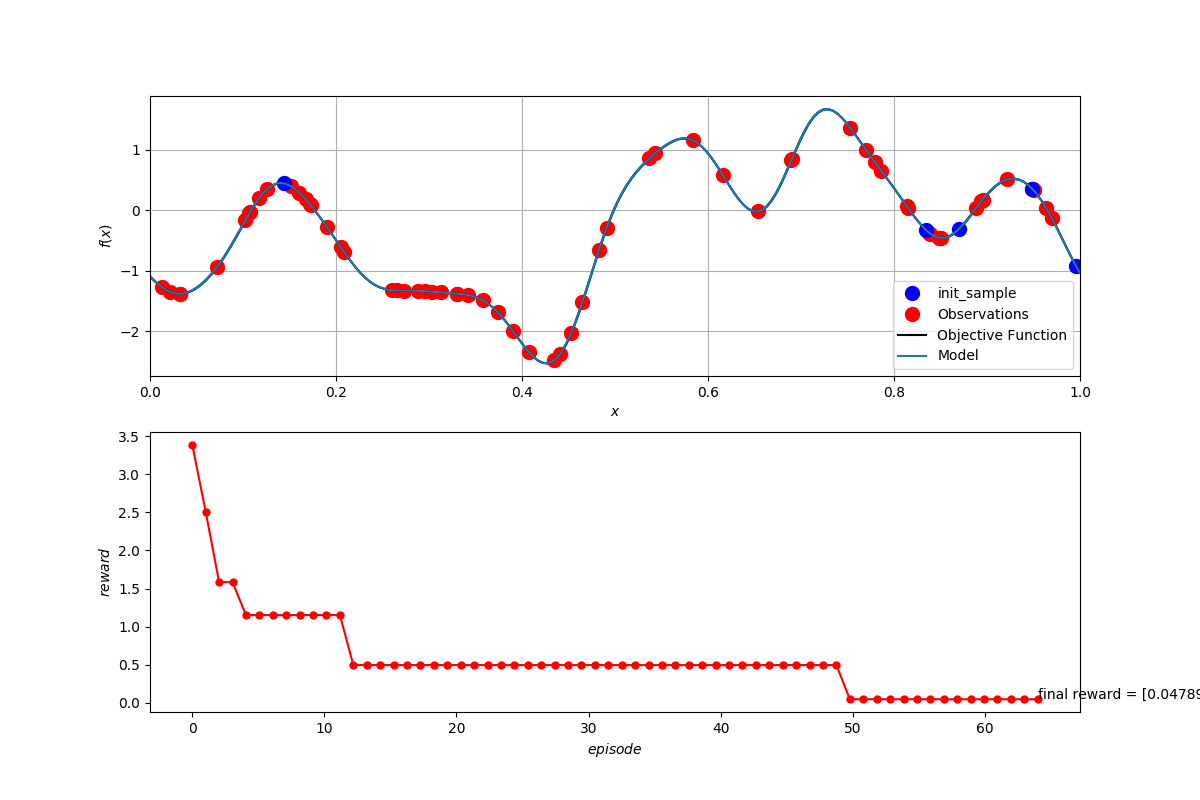 f(x)
1
0
−1
−2
init_sample
Observations
Objective Function
Model
0.0 0.2 0.4 0.6 0.8 1.0
x
reward
3.5
3.0
2.5
2.0
1.5
1.0
0.5
0.0
final reward = [0.04789
0 10 20 30 40 50 60
episode